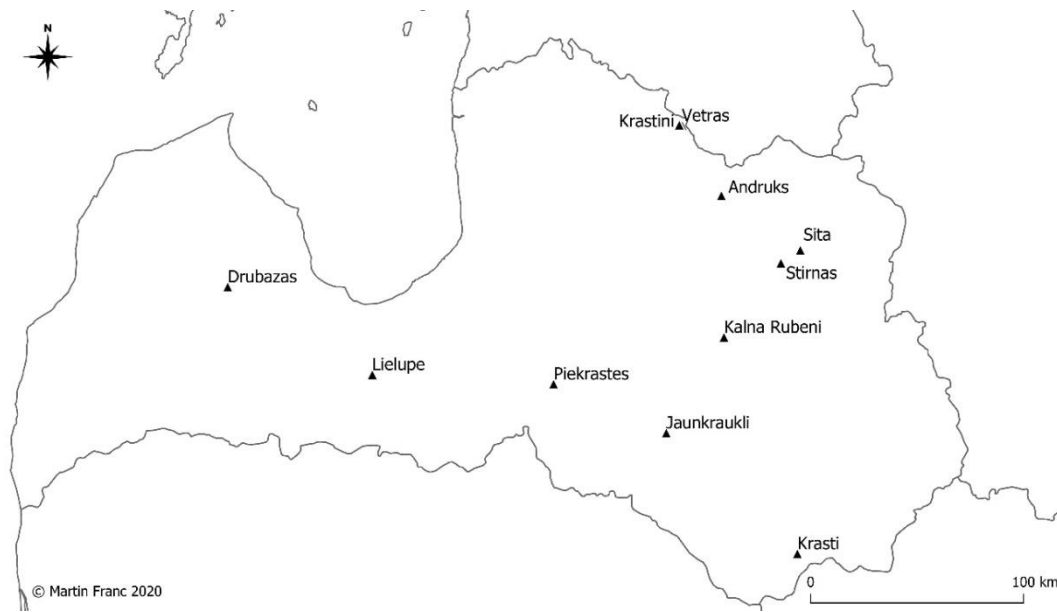 N
Krastini Vetras
Andruks
Sita
Stirnas
Drubazas
Kalna Rubeni
Lielupe
Piekrastes
Jaunkraukli
Krasti
0 100 km
© Martin Franc 2020